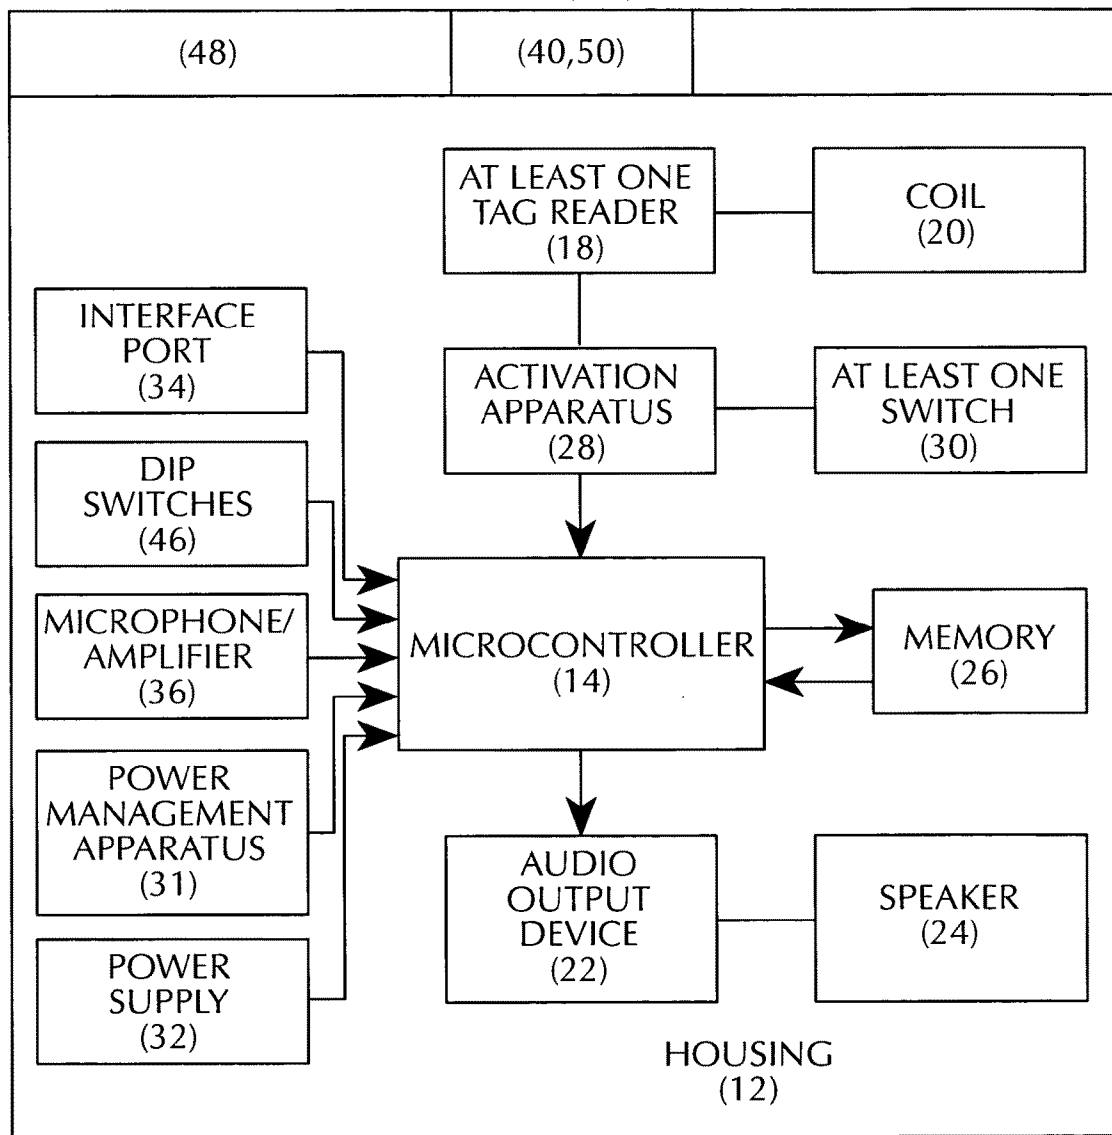 (48)
(40,50)
AT LEAST ONE
TAG READER
(18)
COIL
(20)
INTERFACE
PORT
(34)
ACTIVATION
APPARATUS
(28)
AT LEAST ONE
SWITCH
(30)
DIP
SWITCHES
(46)
MICROPHONE/
AMPLIFIER
(36)
MICROCONTROLLER
(14)
MEMORY
(26)
POWER
MANAGEMENT
APPARATUS
(31)
AUDIO
OUTPUT
DEVICE
(22)
SPEAKER
(24)
POWER
SUPPLY
(32)
HOUSING
(12)